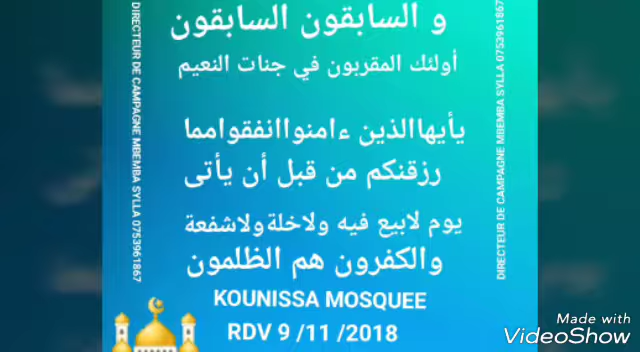 و السابقون السابقون
أولئك المقربون في جنات النعيم
يأيهاالذين ءامنواانفقوامما
رزقنكم من قبل أن يأتى
يوم لابيع فيه ولاخلة ولاشفعة
والكفرون هم الظلمون
KOUNISSA MOSQUEE
RDV 9 /11 /2018
DIRECTEUR DE CAMPAGNE MBEMBA SYLLA 0753961867
DIRECTEUR DE CAMPAGNE MBEMBA SYLLA 0753961867
Made with
VideoShow